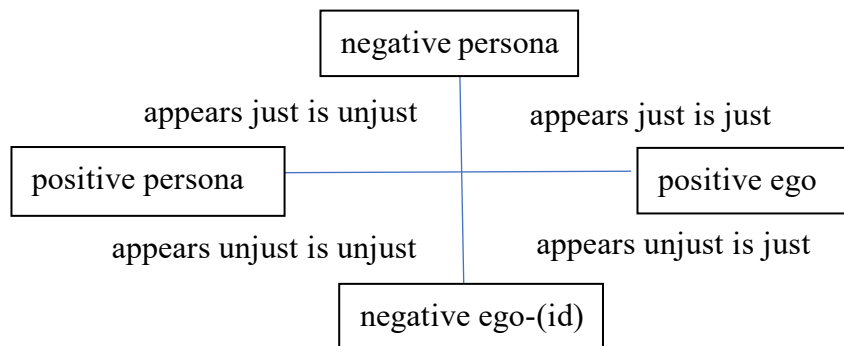 negative persona
appears just is unjust
appears just is just
positive persona
positive ego
appears unjust is unjust
appears unjust is just
negative ego-(id)